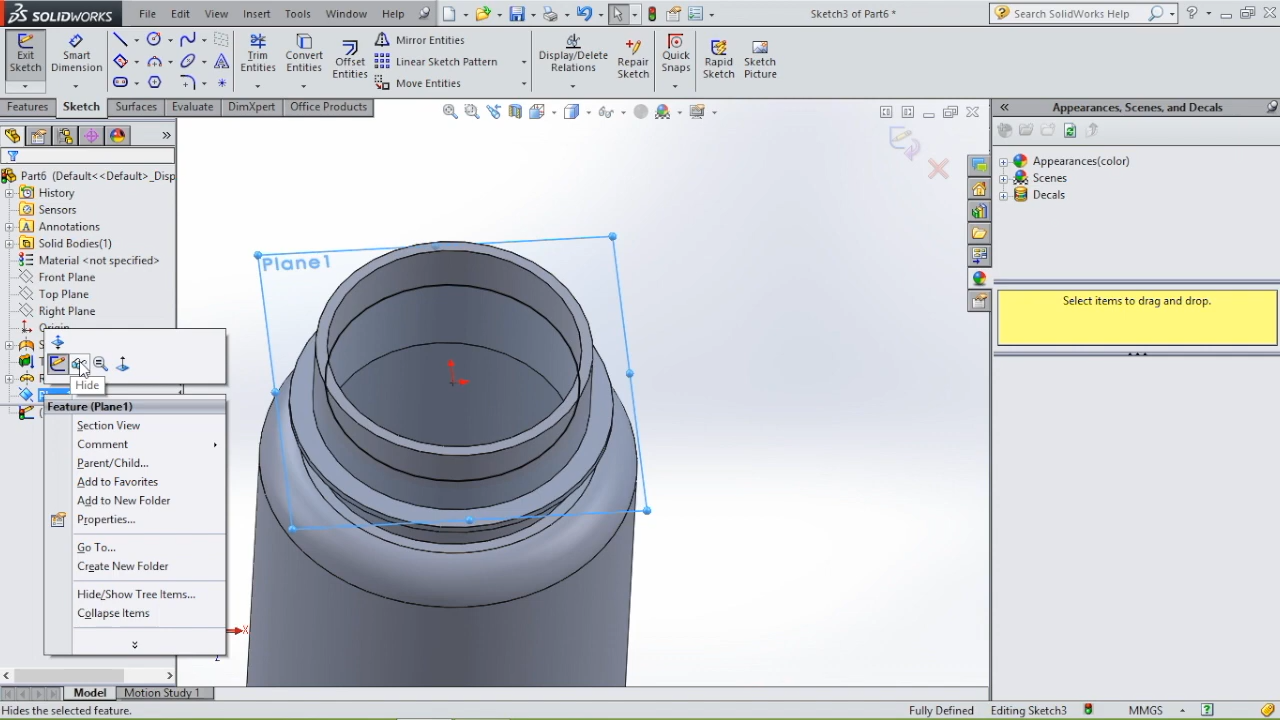 SOLIDWORKS File Edit View Insert Tools Window Help Sketch3 of Part6 * Search SolidWorks Help
Exit Sketch
Smart Dimension
Trim Entities
Convert Entities
Offset Entities
Mirror Entities
Linear Sketch Pattern
Move Entities
Display/Delete Relations
Repair Sketch
Quick Snaps
Rapid Sketch
Sketch Picture
Features Sketch Surfaces Evaluate DimXpert Office Products
Appearances, Scenes, and Decals
Part6 (Default<<Default>_Disp
History
Sensors
Annotations
Solid Bodies(1)
Material <not specified>
Front Plane
Top Plane
Right Plane
Hide
Feature (Plane1)
Section View
Comment
Parent/Child...
Add to Favorites
Add to New Folder
Properties...
Go To...
Create New Folder
Hide/Show Tree Items...
Collapse Items
Plane1
X
Appearances(color)
Scenes
Decals
Select items to drag and drop.
Model Motion Study 1
Hides the selected feature. Fully Defined Editing Sketch3 MMGS